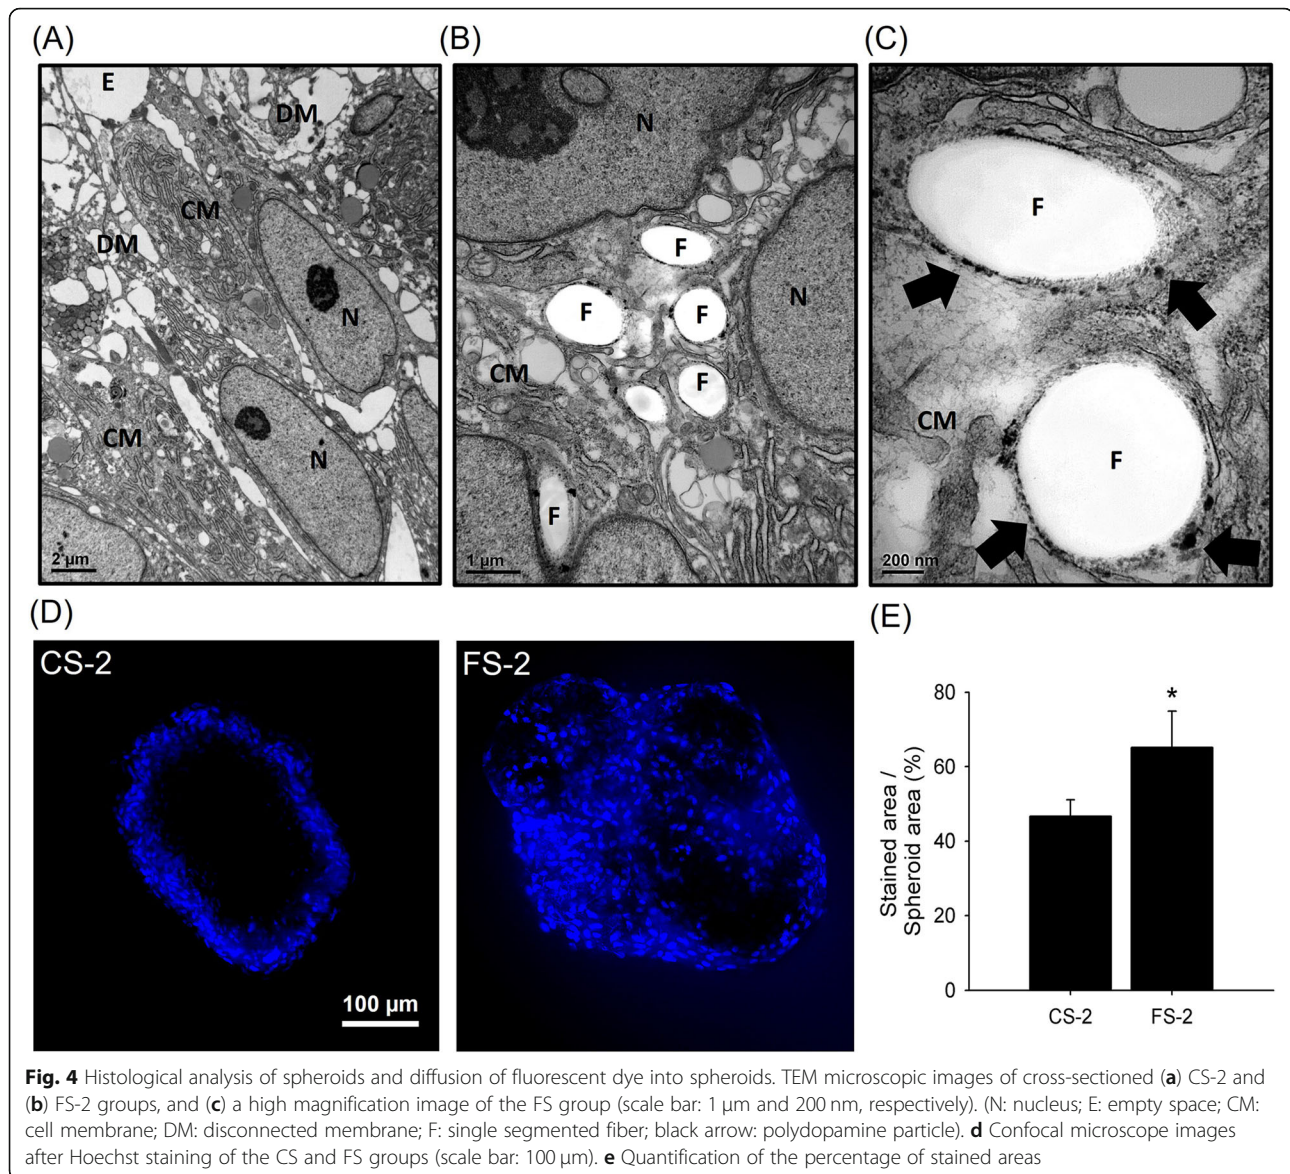 (A)
(B)
(C)
E
DM
CM
DM
N
CM
N
2 µm
N
F
F
F
N
CM
F
F
1 µm
F
CM
F
200 nm
(D)
CS-2
100 µm
FS-2
(E)
Stained area /
Spheroid area (%)
80
60
40
20
0
*
CS-2
FS-2
Fig. 4 Histological analysis of spheroids and diffusion of fluorescent dye into spheroids. TEM microscopic images of cross-sectioned (a) CS-2 and
(b) FS-2 groups, and (c) a high magnification image of the FS group (scale bar: 1 µm and 200 nm, respectively). (N: nucleus; E: empty space; CM:
cell membrane; DM: disconnected membrane; F: single segmented fiber; black arrow: polydopamine particle). d Confocal microscope images
after Hoechst staining of the CS and FS groups (scale bar: 100 µm). e Quantification of the percentage of stained areas